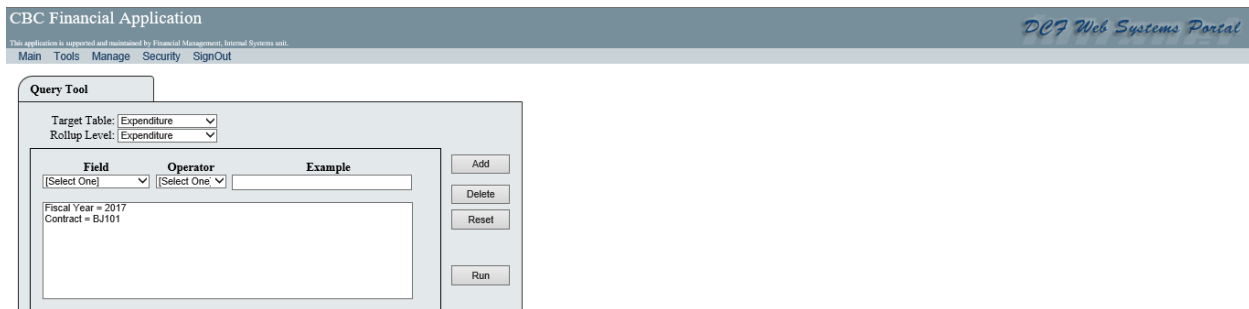 CBC Financial Application
DCF Web Systems Portal
This application is supported and maintained by Financial Management, Internal Systems unit.
Main Tools Manage Security SignOut
Query Tool
Target Table: Expenditure
Rollup Level: Expenditure
Field Operator Example
[Select One] [Select One]
Add
Delete
Fiscal Year = 2017
Contract = BJ101
Reset
Run